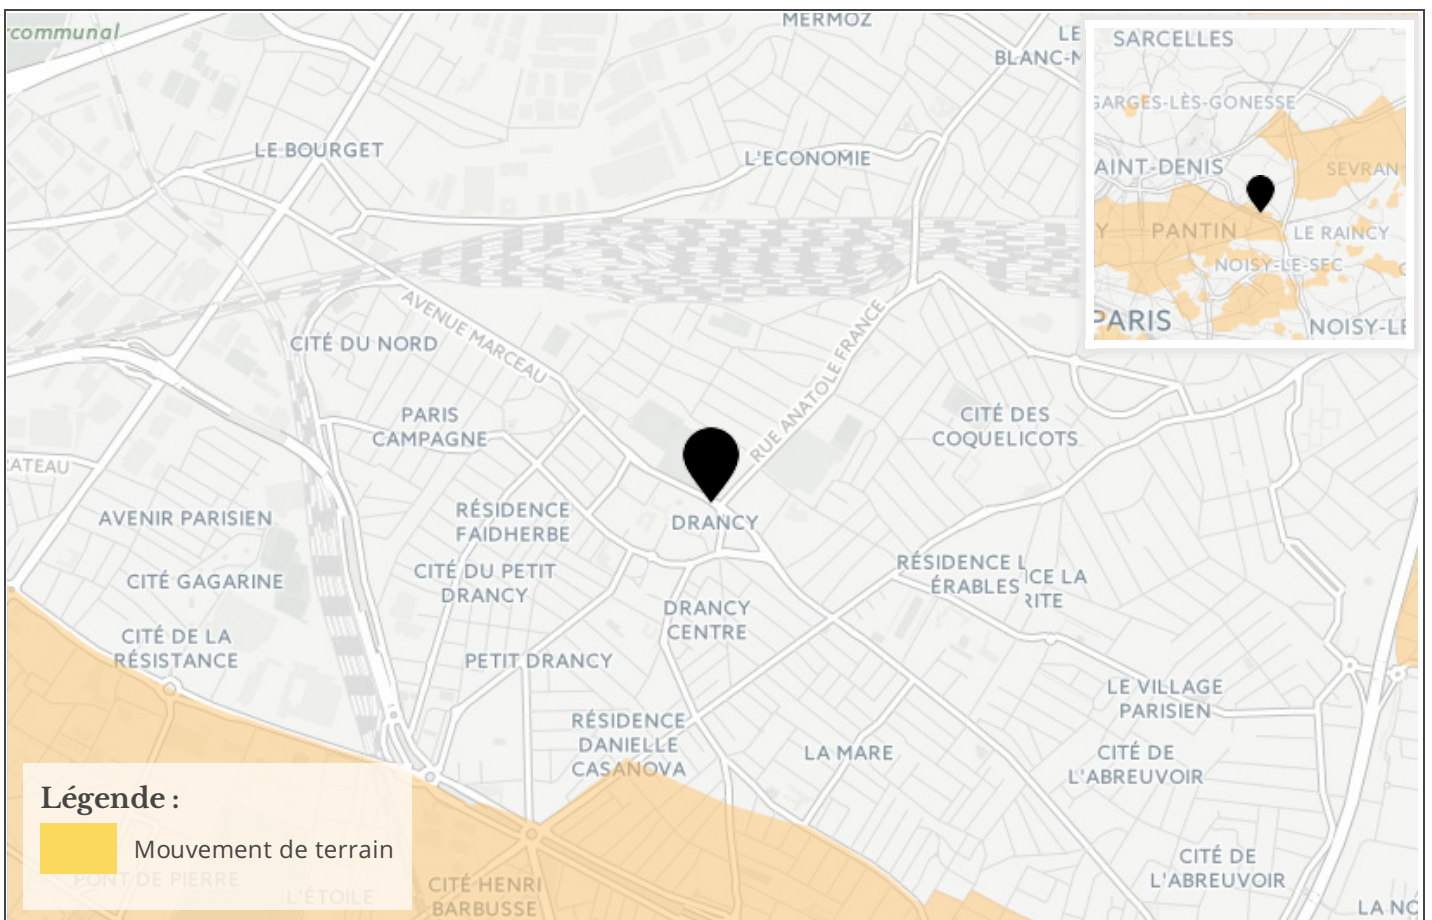 communal
MERMOZ
LE
BLANC-M
LE BOURGET
L'ECONOMIE
AVENUE MARCEAU
RUE ANATOLE FRANCE
CITÉ DU NORD
PARIS
CAMPAGNE
CITÉ DES
COQUELICOTS
RATEAU
AVENIR PARISIEN
RÉSIDENCE
FAIDHERBE
DRANCY
CITÉ GAGARINE
CITÉ DU PETIT
DRANCY
RÉSIDENCE L
ÉRABLES
ICE LA
RITE
DRANCY
CENTRE
CITÉ DE LA
RÉSISTANCE
PETIT DRANCY
LE VILLAGE
PARISIEN
RÉSIDENCE
DANIELLE
CASANOVA
LA MARE
CITÉ DE
L'ABREUVOIR
CITÉ DE
L'ABREUVOIR
CITÉ HENRI
BARBUSSE
LA NO
Légende :
Mouvement de terrain
PONT DE PIERRE
L'ÉTOILE
SARCELLES
GARGES-LÈS-GONESSE
AINT-DENIS
SEVRAN
Y
PANTIN
LE RAINCY
NOISY-LE-SEC
PARIS
NOISY-LE